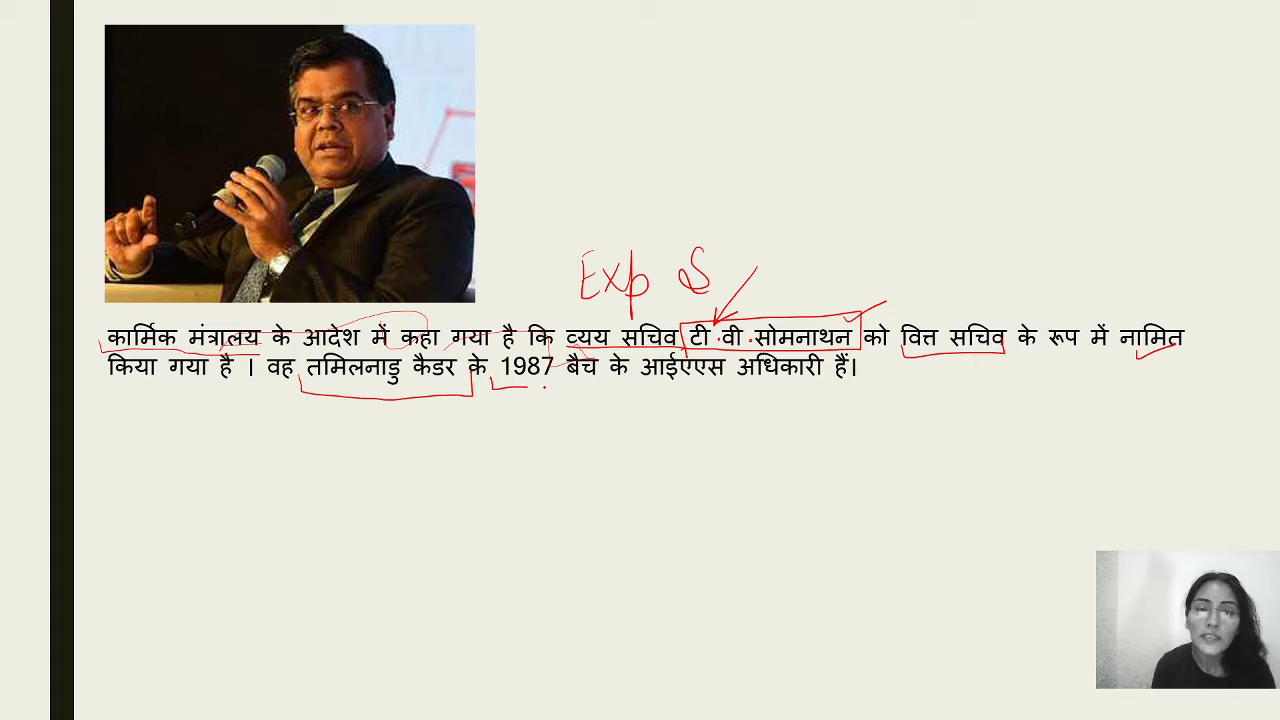 Exp S
कार्मिक मंत्रालय के आदेश में कहा गया है कि व्यय सचिव टी वी सोमनाथन को वित्त सचिव के रूप में नामित
किया गया है । वह तमिलनाडु कैडर के 1987 बैच के आईएएस अधिकारी हैं।